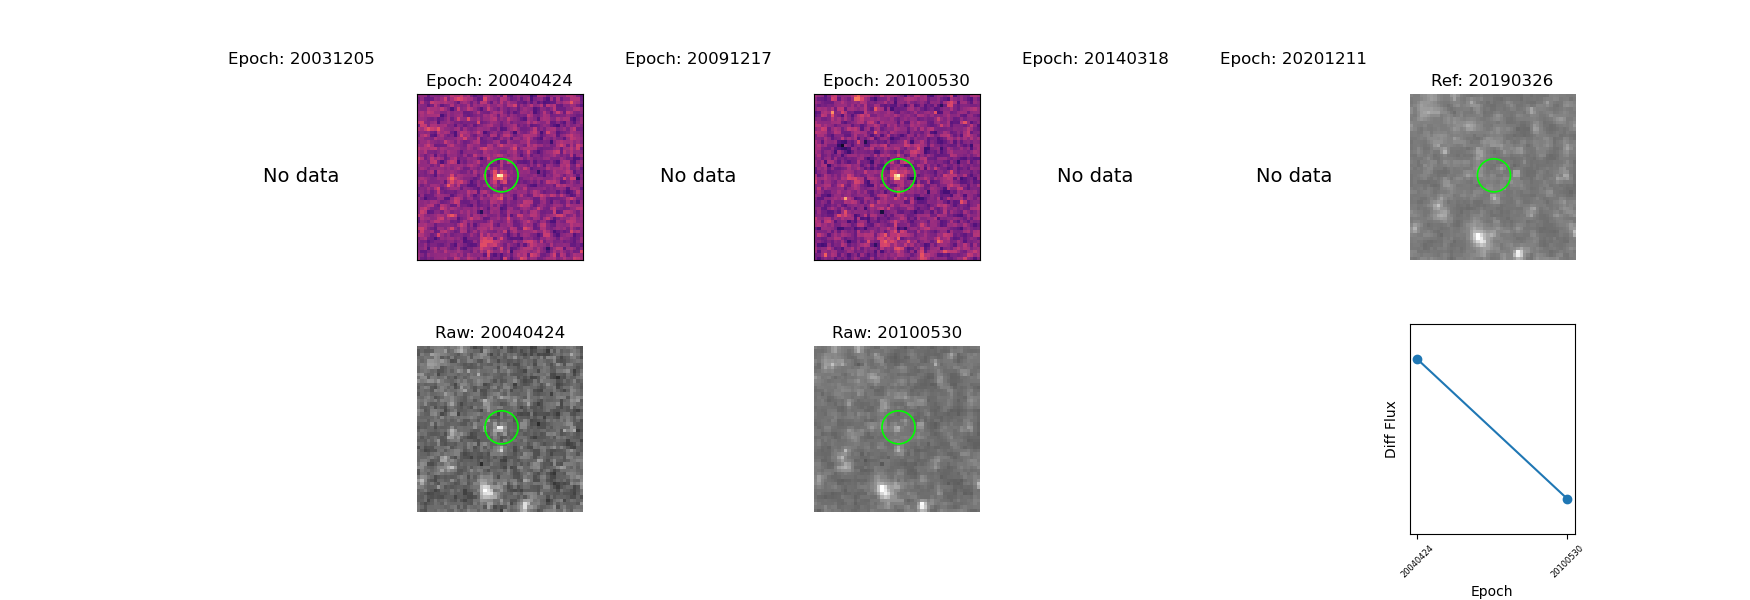 Epoch: 20031205
Epoch: 20040424
Epoch: 20091217
Epoch: 20100530
Epoch: 20140318
Epoch: 20201211
Ref: 20190326
No data
No data
No data
No data
Raw: 20040424
Raw: 20100530
Diff Flux
20040424
20100530
Epoch